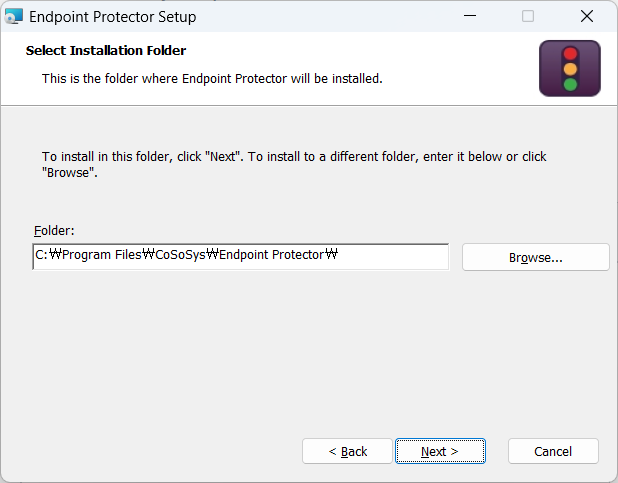 Endpoint Protector Setup
Select Installation Folder
This is the folder where Endpoint Protector will be installed.
To install in this folder, click "Next". To install to a different folder, enter it below or click
"Browse".
Folder:
C:₩Program Files₩CoSoSys₩Endpoint Protector₩
Browse...
< Back
Next >
Cancel